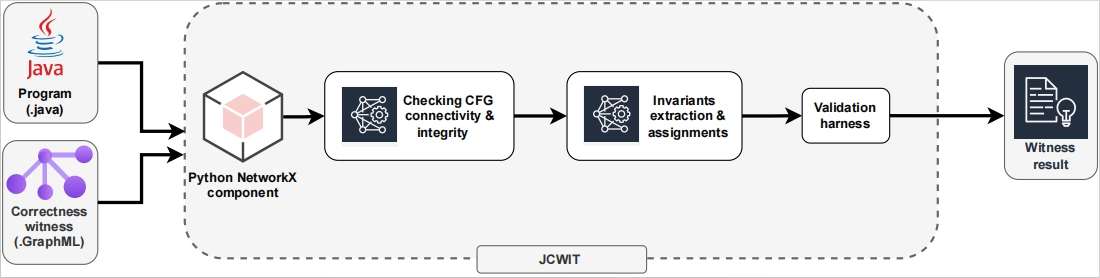 Java
Program
(.java)
Correctness
witness
(.GraphML)
Python NetworkX
component
Checking CFG
connectivity &
integrity
Invariants
extraction &
assignments
Validation
harness
Witness
result
JCWIT